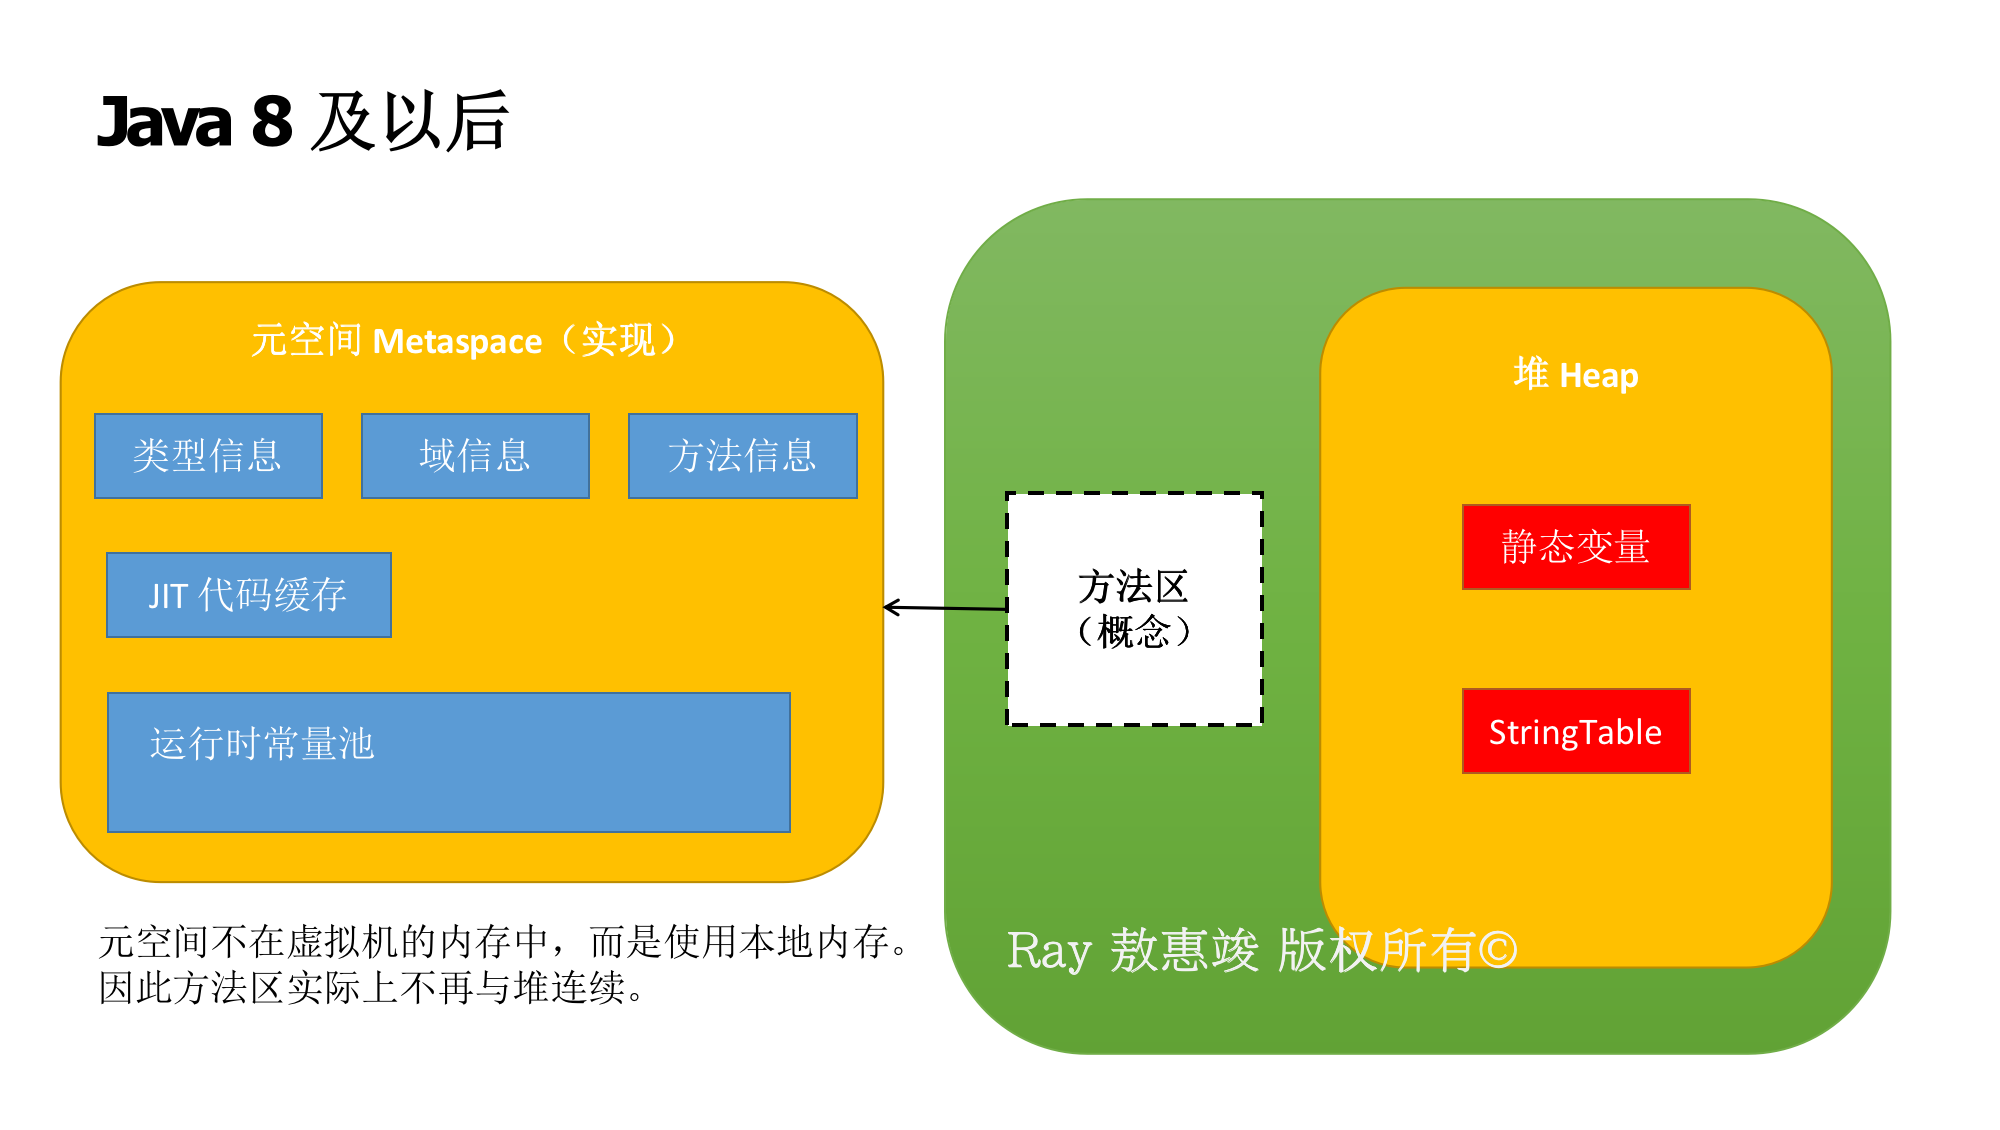 Java 8 及以后
元空间 Metaspace（实现）
类型信息
域信息
方法信息
JIT 代码缓存
运行时常量池
元空间不在虚拟机的内存中，而是使用本地内存。
因此方法区实际上不再与堆连续。
方法区
（概念）
堆 Heap
静态变量
StringTable
Ray 敖惠竣 版权所有©